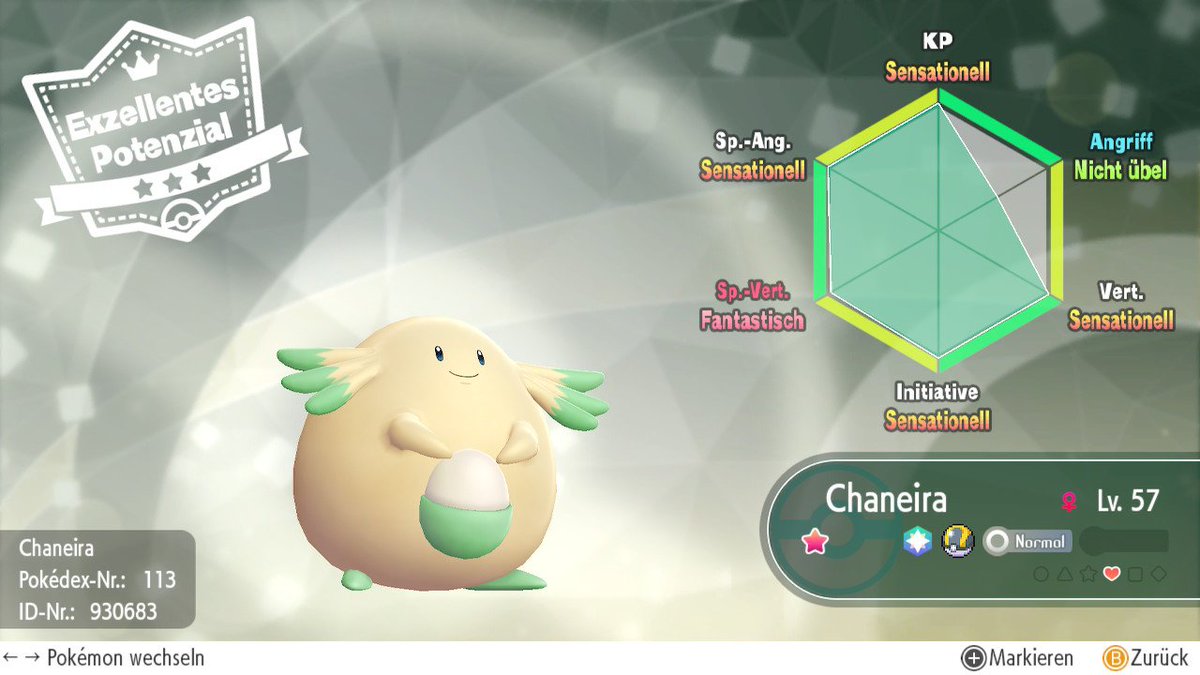 Exzellentes
Potenzial
KP
Sensationell
Sp.-Ang.
Sensationell
Angriff
Nicht übel
Sp.-Vert.
Fantastisch
Vert.
Sensationell
Initiative
Sensationell
Chaneira ♀ Lv. 57
Normal
Chaneira
Pokédex-Nr.: 113
ID-Nr.: 930683
←→ Pokémon wechseln
+ Markieren B Zurück